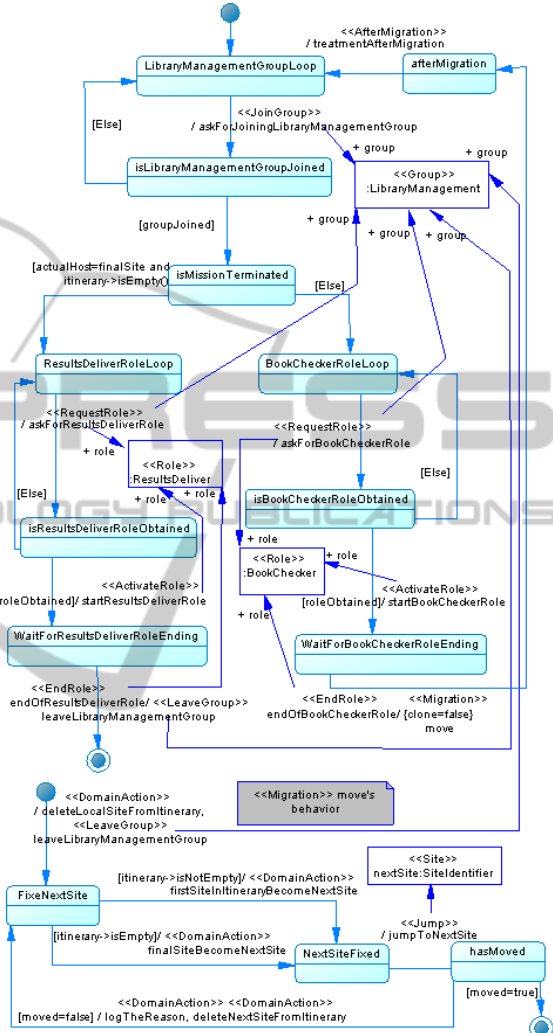 <<AfterMigration>>
/ treatmentAfterMigration
LibraryManagementGroupLoop
afterMigration
<<JoinGroup>>
/ askForJoiningLibraryManagementGroup
[Else]
+ group
+ group
isLibraryManagementGroupJoined
<<Group>>
:LibraryManagement
[groupJoined]
+ group
+ group
+ group
[actualHost=finalSite and
itinerary->isEmpty()
isMissionTerminated
[Else]
ResultsDeliverRoleLoop
BookCheckerRoleLoop
<<RequestRole>>
/ askForResultsDeliverRole
<<RequestRole>>
/ askForBookCheckerRole
+ role
<<Role>>
:ResultsDeliver
[Else]
[Else]
+ role
+ role
isBookCheckerRoleObtained
isResultsDeliverRoleObtained
+ role
<<Role>>
:BookChecker
+ role
<<ActivateRole>>
roleObtained]/ startResultsDeliverRole
<<ActivateRole>>
[roleObtained]/ startBookCheckerRole
+ role
WaitForResultsDeliverRoleEnding
WaitForBookCheckerRoleEnding
<<EndRole>>
endOfResultsDeliverRole/ <<LeaveGroup>>
leaveLibraryManagementGroup
<<EndRole>> <<Migration>>
endOfBookCheckerRole/ {clone=false}
move
<<DomainAction>>
/ deleteLocalSiteFromItinerary,
<<LeaveGroup>>
leaveLibraryManagementGroup
<<Migration>> move's
behavior
[itinerary->isNotEmpty]/ <<DomainAction>>
firstSiteInItineraryBecomeNextSite
<<Site>>
nextSite:SiteIdentifier
FixeNextSite
<<Jump>>
/ jumpToNextSite
[itinerary->isEmpty]/ <<DomainAction>>
finalSiteBecomeNextSite
NextSiteFixed
hasMoved
<<DomainAction>> <<DomainAction>>
[moved=false] / logTheReason, deleteNextSiteFromItinerary
[moved=true]
PRESS
OLOGY PUBLICATIONS